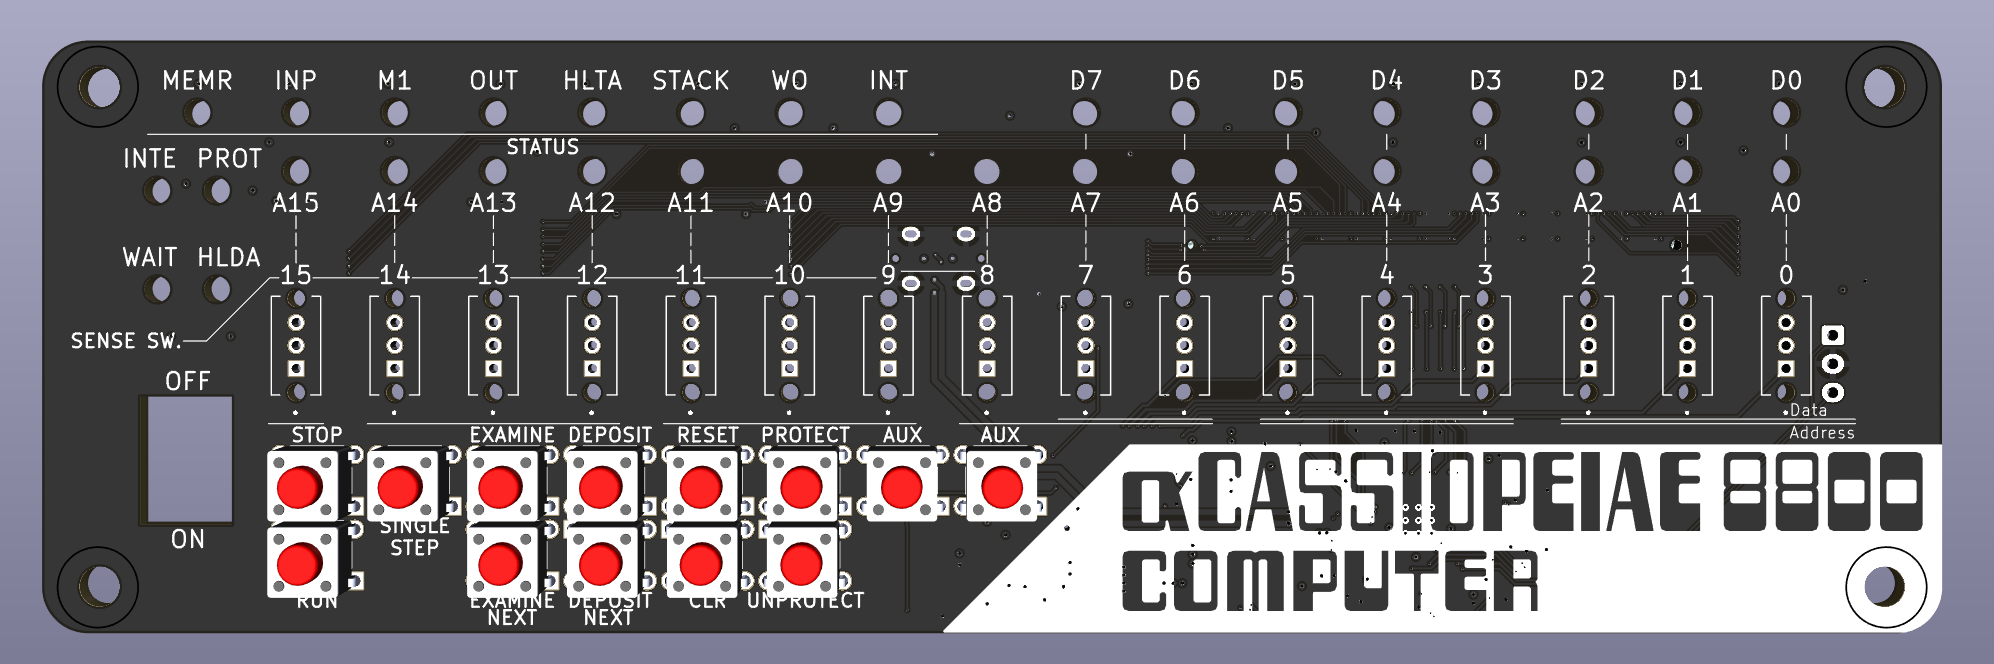 MEMR INP M1 OUT HLTA STACK WO INT D7 D6 D5 D4 D3 D2 D1 D0
STATUS
INTE PROT
A15 A14 A13 A12 A11 A10 A9 A8 A7 A6 A5 A4 A3 A2 A1 A0
WAIT HLDA
15 14 13 12 11 10 9 8 7 6 5 4 3 2 1 0
SENSE SW.
OFF
Data
Address
STOP EXAMINE DEPOSIT RESET PROTECT AUX AUX
SINGLE
STEP
ON
RUN EXAMINE DEPOSIT CLR UNPROTECT
NEXT NEXT
αCASSIOPEIAE 8800
COMPUTER